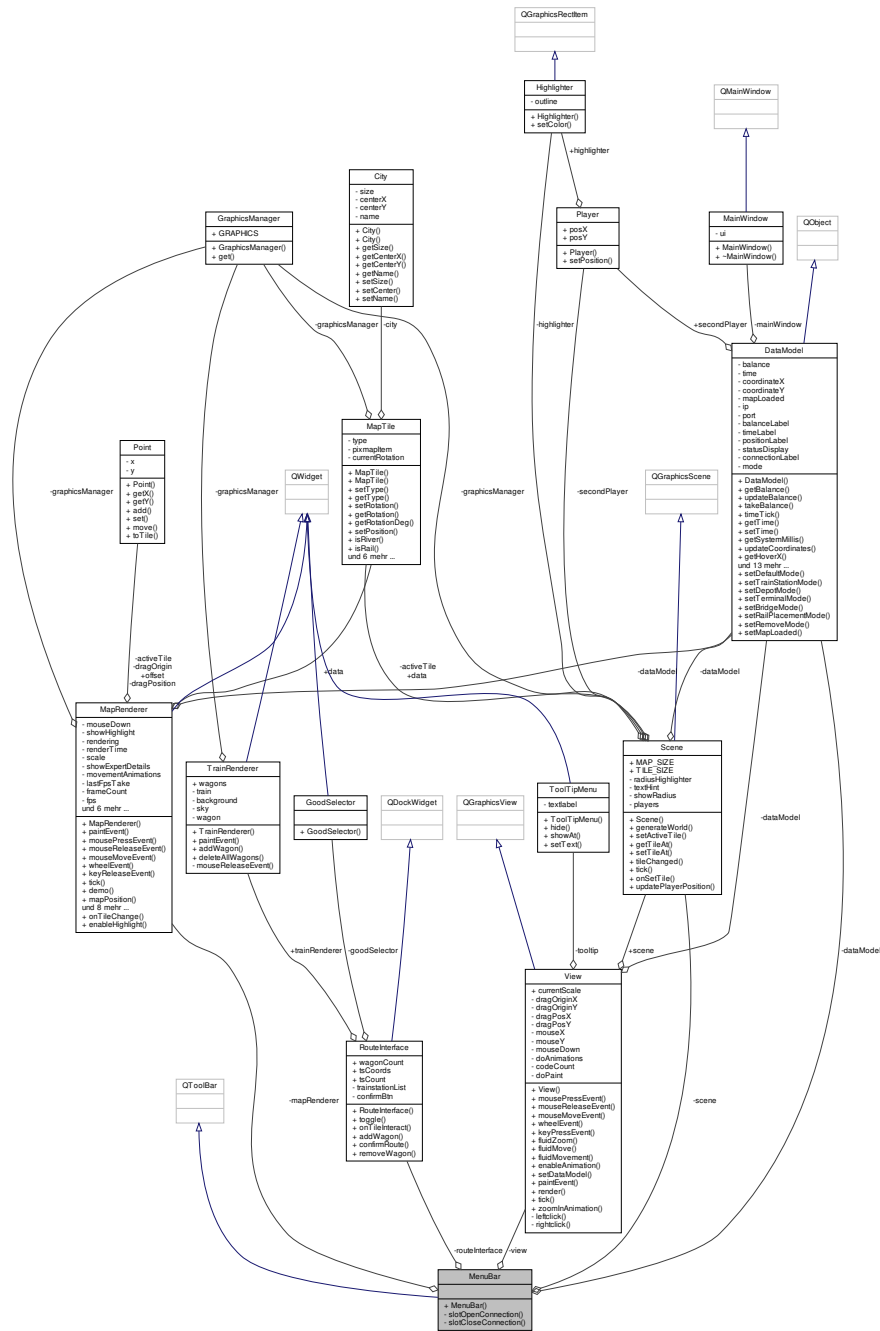 QGraphicsRectItem
Highlighter
- outline
+ Highlighter()
+ setColor()
QMainWindow
+highlighter
City
- size
- centerX
- centerY
- name
+ City()
+ City()
+ getSize()
+ getCenterX()
+ getCenterY()
+ getName()
+ setSize()
+ setCenter()
+ setName()
GraphicsManager
+ GRAPHICS
+ GraphicsManager()
+ get()
Player
+ posX
+ posY
+ Player()
+ setPosition()
MainWindow
- ui
+ MainWindow()
+ ~MainWindow()
QObject
-graphicsManager
-city
-highlighter
+secondPlayer
-mainWindow
DataModel
- balance
- time
- coordinateX
- coordinateY
- mapLoaded
- ip
- port
- balanceLabel
- timeLabel
- positionLabel
- statusDisplay
- connectionLabel
- mode
+ DataModel()
+ getBalance()
+ updateBalance()
+ takeBalance()
+ timeTick()
+ getTime()
+ setTime()
+ getSystemMillis()
+ updateCoordinates()
+ getHoverX()
und 13 mehr ...
+ setDefaultMode()
+ setTrainStationMode()
+ setDepotMode()
+ setTerminalMode()
+ setBridgeMode()
+ setRailPlacementMode()
+ setRemoveMode()
+ setMapLoaded()
MapTile
- type
- pixmapItem
- currentRotation
+ MapTile()
+ MapTile()
+ setType()
+ getType()
+ setRotation()
+ getRotation()
+ getRotationDeg()
+ setPosition()
+ isRiver()
+ isRail()
und 6 mehr ...
Point
- x
- y
+ Point()
+ getX()
+ getY()
+ add()
+ set()
+ move()
+ toTile()
QWidget
QGraphicsScene
-graphicsManager
-graphicsManager
-graphicsManager
-secondPlayer
-activeTile
-dragOrigin
+offset
-dragPosition
+data
-activeTile
+data
-dataModel
-dataModel
MapRenderer
- mouseDown
- showHighlight
- rendering
- renderTime
- scale
- showExpertDetails
- movementAnimations
- lastFpsTake
- frameCount
- fps
und 6 mehr ...
+ MapRenderer()
+ paintEvent()
+ mousePressEvent()
+ mouseReleaseEvent()
+ mouseMoveEvent()
+ wheelEvent()
+ keyReleaseEvent()
+ tick()
+ demo()
+ mapPosition()
und 8 mehr ...
+ onTileChange()
+ enableHighlight()
TrainRenderer
+ wagons
- train
- background
- sky
- wagon
+ TrainRenderer()
+ paintEvent()
+ addWagon()
+ deleteAllWagons()
- mouseReleaseEvent()
GoodSelector
+ GoodSelector()
QDockWidget
QGraphicsView
ToolTipMenu
- textlabel
+ ToolTipMenu()
+ hide()
+ showAt()
+ setText()
Scene
+ MAP_SIZE
+ TILE_SIZE
- radiusHighlighter
- textHint
- showRadius
- players
+ Scene()
+ generateWorld()
+ setActiveTile()
+ getTileAt()
+ setTileAt()
+ tileChanged()
+ tick()
+ onSetTile()
+ updatePlayerPosition()
-dataModel
+trainRenderer
-goodSelector
-tooltip
+scene
-dataModel
View
+ currentScale
- dragOriginX
- dragOriginY
- dragPosX
- dragPosY
- mouseX
- mouseY
- mouseDown
- doAnimations
- codeCount
- doPaint
+ View()
+ mousePressEvent()
+ mouseReleaseEvent()
+ mouseMoveEvent()
+ wheelEvent()
+ keyPressEvent()
+ fluidZoom()
+ fluidMove()
+ fluidMovement()
+ enableAnimation()
+ setDataModel()
+ paintEvent()
+ render()
+ tick()
+ zoomInAnimation()
- leftclick()
- rightclick()
RouteInterface
+ wagonCount
+ tsCoords
+ tsCount
- trainstationList
- confirmBtn
+ RouteInterface()
+ toggle()
+ onTileInteract()
+ addWagon()
+ confirmRoute()
+ removeWagon()
QToolBar
-mapRenderer
-scene
-routeInterface
-view
MenuBar
+ MenuBar()
- slotOpenConnection()
- slotCloseConnection()